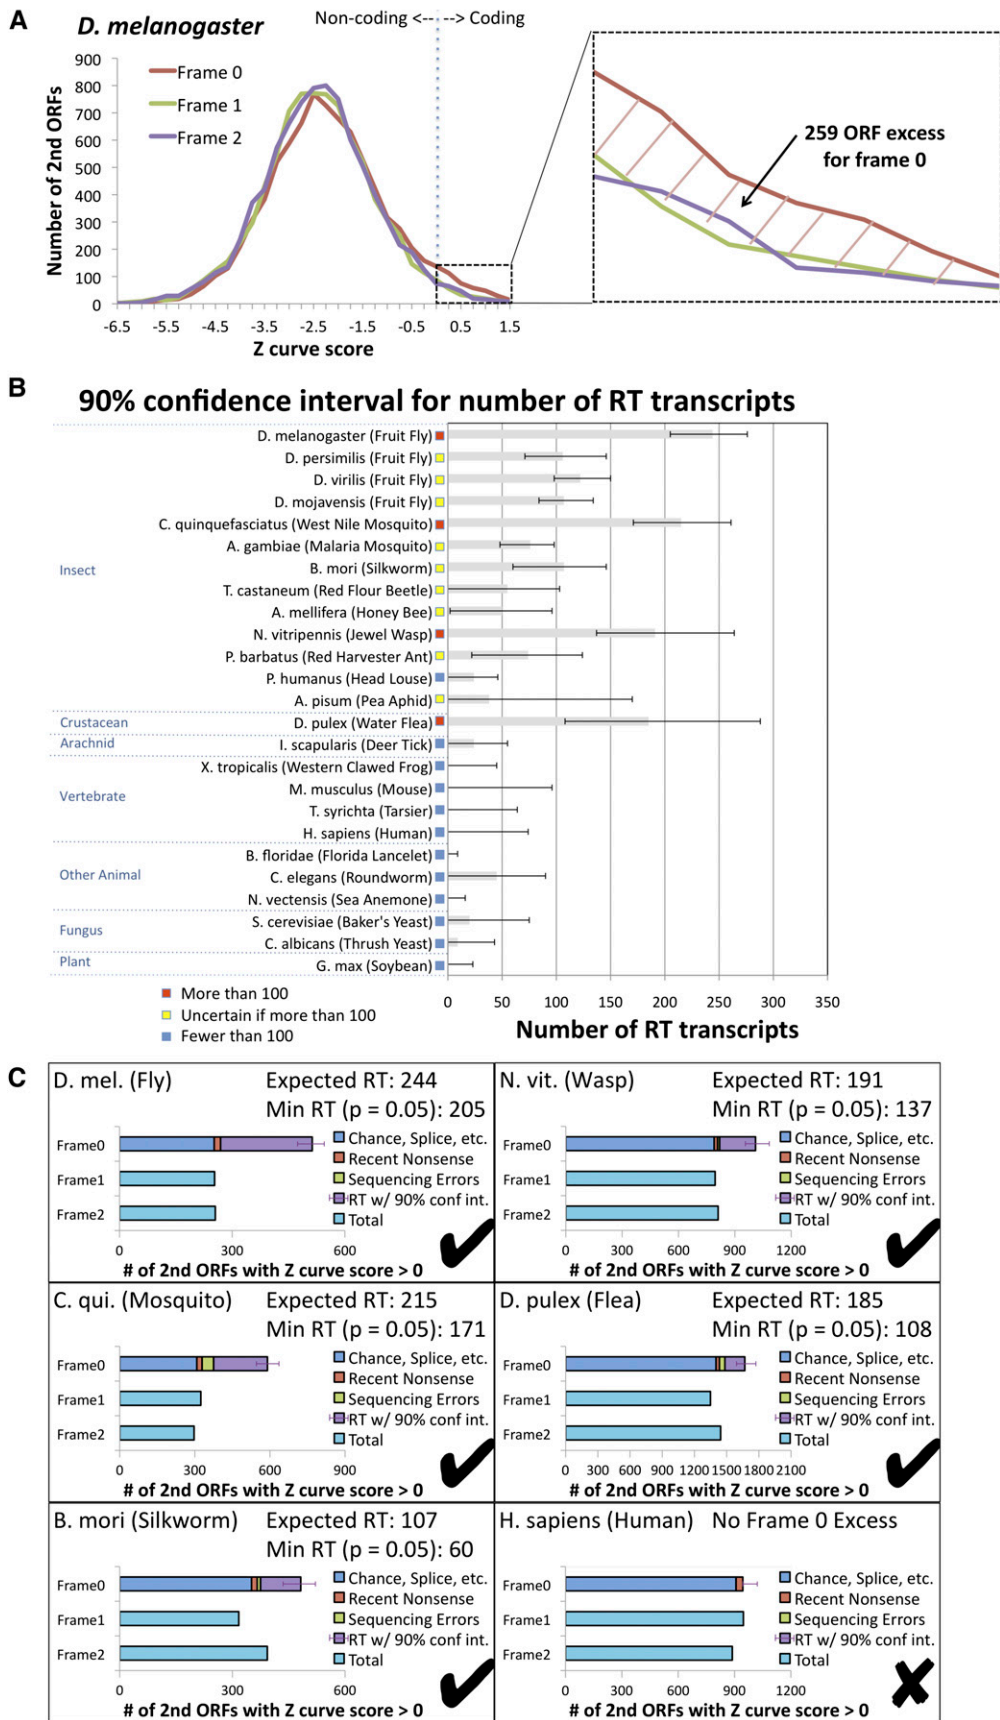 A
D. melanogaster
Non-coding <-- --> Coding
Number of 2nd ORFs
900
800
700
600
500
400
300
200
100
0
Frame 0
Frame 1
Frame 2
-6.5 -5.5 -4.5 -3.5 -2.5 -1.5 -0.5 0.5 1.5
Z curve score
259 ORF excess
for frame 0
B
90% confidence interval for number of RT transcripts
Insect
D. melanogaster (Fruit Fly)
D. persimilis (Fruit Fly)
D. virilis (Fruit Fly)
D. mojavensis (Fruit Fly)
C. quinquefasciatus (West Nile Mosquito)
A. gambiae (Malaria Mosquito)
B. mori (Silkworm)
T. castaneum (Red Flour Beetle)
A. mellifera (Honey Bee)
N. vitripennis (Jewel Wasp)
P. barbatus (Red Harvester Ant)
P. humanus (Head Louse)
A. pisum (Pea Aphid)
Crustacean
D. pulex (Water Flea)
Arachnid
I. scapularis (Deer Tick)
Vertebrate
X. tropicalis (Western Clawed Frog)
M. musculus (Mouse)
T. syrichta (Tarsier)
H. sapiens (Human)
Other Animal
B. floridae (Florida Lancelet)
C. elegans (Roundworm)
N. vectensis (Sea Anemone)
Fungus
S. cerevisiae (Baker's Yeast)
C. albicans (Thrush Yeast)
Plant
G. max (Soybean)
0 50 100 150 200 250 300 350
Number of RT transcripts
More than 100
Uncertain if more than 100
Fewer than 100
C
D. mel. (Fly)
Expected RT: 244
Min RT (p = 0.05): 205
Frame0
Frame1
Frame2
Chance, Splice, etc.
Recent Nonsense
Sequencing Errors
RT w/ 90% conf int.
Total
0 300 600
# of 2nd ORFs with Z curve score > 0
N. vit. (Wasp)
Expected RT: 191
Min RT (p = 0.05): 137
Frame0
Frame1
Frame2
Chance, Splice, etc.
Recent Nonsense
Sequencing Errors
RT w/ 90% conf int.
Total
0 300 600 900 1200
# of 2nd ORFs with Z curve score > 0
C. qui. (Mosquito)
Expected RT: 215
Min RT (p = 0.05): 171
Frame0
Frame1
Frame2
Chance, Splice, etc.
Recent Nonsense
Sequencing Errors
RT w/ 90% conf int.
Total
0 300 600 900
# of 2nd ORFs with Z curve score > 0
D. pulex (Flea)
Expected RT: 185
Min RT (p = 0.05): 108
Frame0
Frame1
Frame2
Chance, Splice, etc.
Recent Nonsense
Sequencing Errors
RT w/ 90% conf int.
Total
0 300 600 900 1200 1500 1800 2100
# of 2nd ORFs with Z curve score > 0
B. mori (Silkworm)
Expected RT: 107
Min RT (p = 0.05): 60
Frame0
Frame1
Frame2
Chance, Splice, etc.
Recent Nonsense
Sequencing Errors
RT w/ 90% conf int.
Total
0 300 600
# of 2nd ORFs with Z curve score > 0
H. sapiens (Human)
No Frame 0 Excess
Frame0
Frame1
Frame2
Chance, Splice, etc.
Recent Nonsense
Sequencing Errors
RT w/ 90% conf int.
Total
0 300 600 900 1200
# of 2nd ORFs with Z curve score > 0